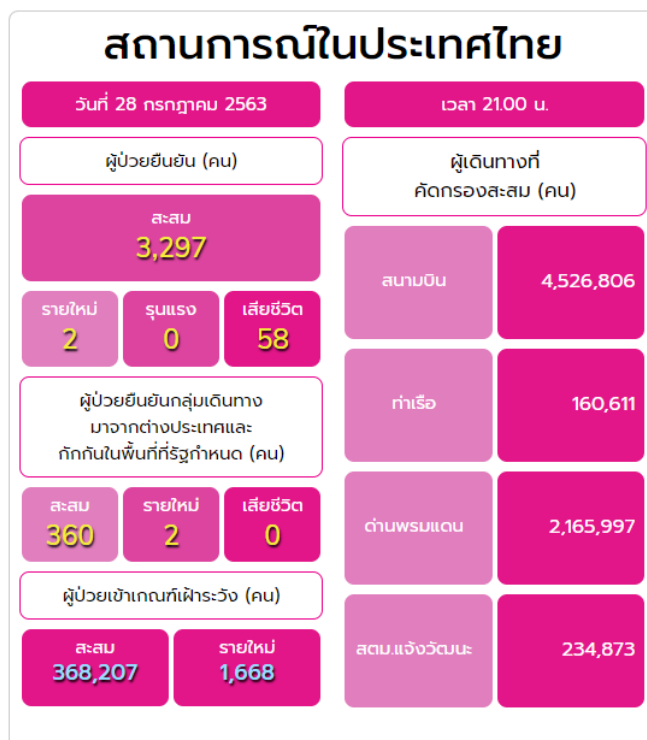 สถานการณ์ในประเทศไทย
วันที่ 28 กรกฎาคม 2563
ผู้ป่วยยืนยัน (คน)
สะสม
3,297
รายใหม่ รุนแรง เสียชีวิต
2 0 58
ผู้ป่วยยืนยันกลุ่มเดินทาง
มาจากต่างประเทศและ
กักกันในพื้นที่ที่รัฐกำหนด (คน)
สะสม รายใหม่ เสียชีวิต
360 2 0
ผู้ป่วยเข้าเกณฑ์เฝ้าระวัง (คน)
สะสม รายใหม่
368,207 1,668
เวลา 21.00 น.
ผู้เดินทางที่
คัดกรองสะสม (คน)
สนามบิน 4,526,806
ท่าเรือ 160,611
ด่านพรมแดน 2,165,997
สตม.แจ้งวัฒนะ 234,873